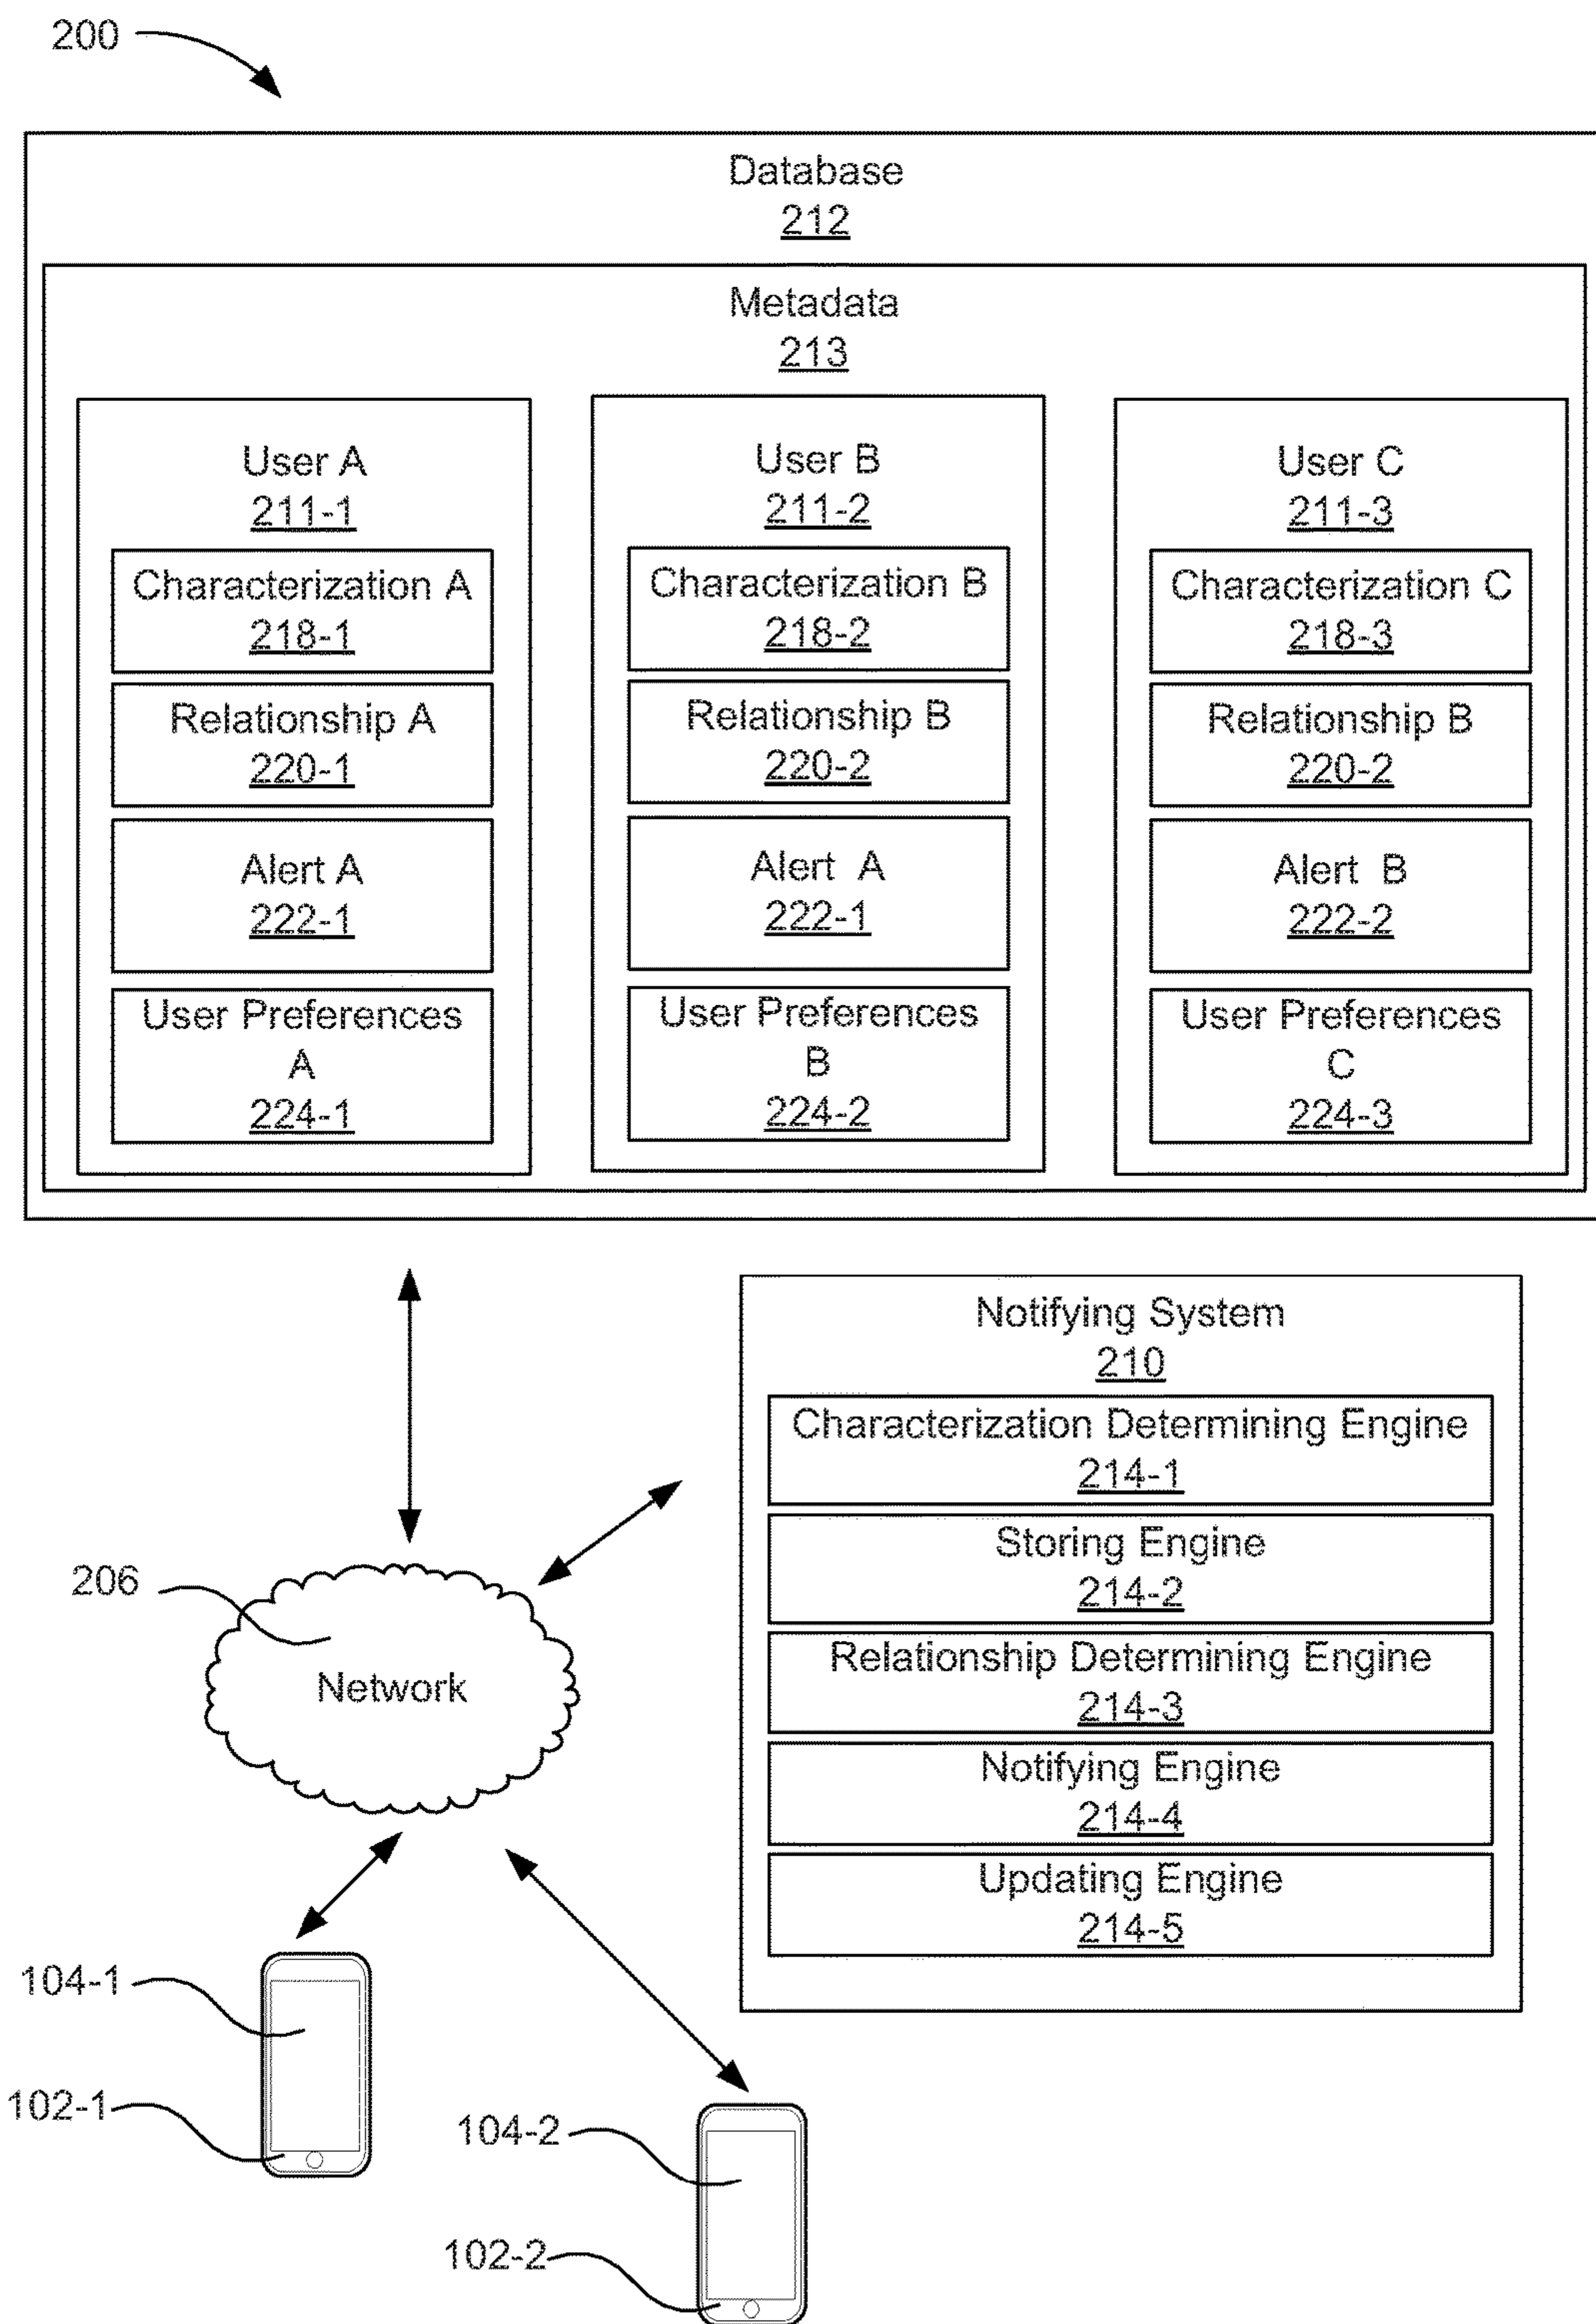 200
Database
212
Metadata
213
User A
211-1
Characterization A
218-1
Relationship A
220-1
Alert A
222-1
User Preferences
A
224-1
User B
211-2
Characterization B
218-2
Relationship B
220-2
Alert A
222-1
User Preferences
B
224-2
User C
211-3
Characterization C
218-3
Relationship B
220-2
Alert B
222-2
User Preferences
C
224-3
Notifying System
210
Characterization Determining Engine
214-1
Storing Engine
214-2
Relationship Determining Engine
214-3
Notifying Engine
214-4
Updating Engine
214-5
206
Network
104-1
102-1
104-2
102-2